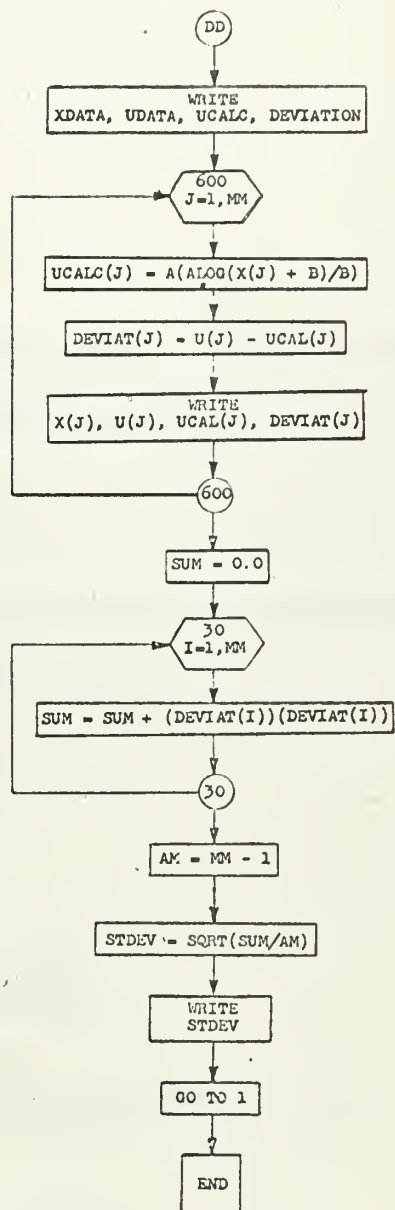 DD
WRITE
XDATA, UDATA, UCALC, DEVIATION
600
J=1,MM
UCALC(J) = A(ALOG(X(J) + B)/B)
DEVIAT(J) = U(J) - UCAL(J)
WRITE
X(J), U(J), UCAL(J), DEVIAT(J)
600
SUM = 0.0
30
I=1,MM
SUM = SUM + (DEVIAT(I))(DEVIAT(I))
30
AM = MM - 1
STDEV = SQRT(SUM/AM)
WRITE
STDEV
GO TO 1
END